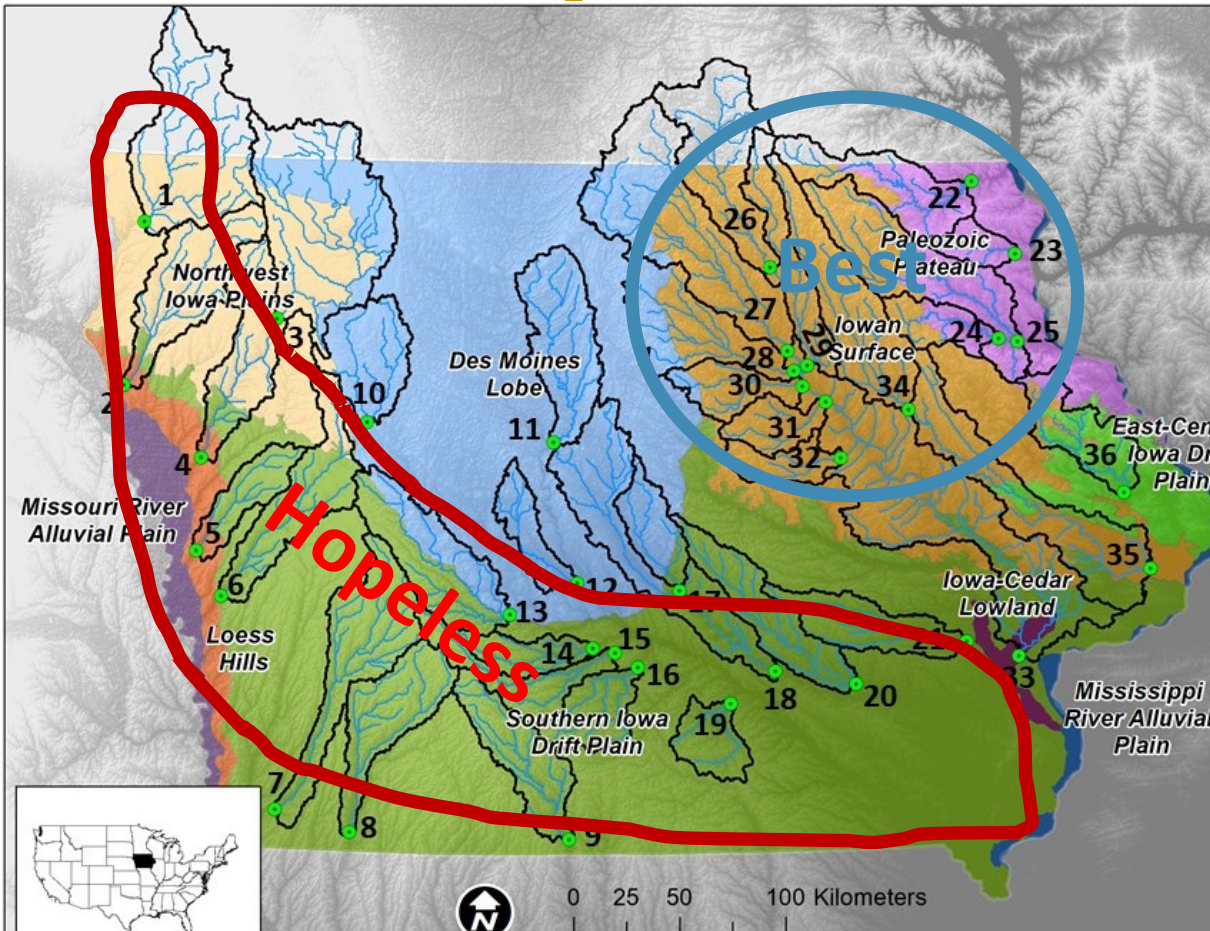 1
22
26
Paleozoic
Plateau
23
Best
Northwest
Iowa Plains
27
Iowan
Surface
29
24
25
3
Des Moines
Lobe
28
30
34
2
10
31
11
32
East-Cen
Iowa Dr
Plain
36
4
Hopeless
Missouri River
Alluvial Plain
5
6
35
12
17
Iowa-Cedar
Lowland
13
Loess
Hills
14
15
16
21
33
18
20
Southern Iowa
Drift Plain
19
Mississippi
River Alluvial
Plain
7
8
9
N
0 25 50 100 Kilometers